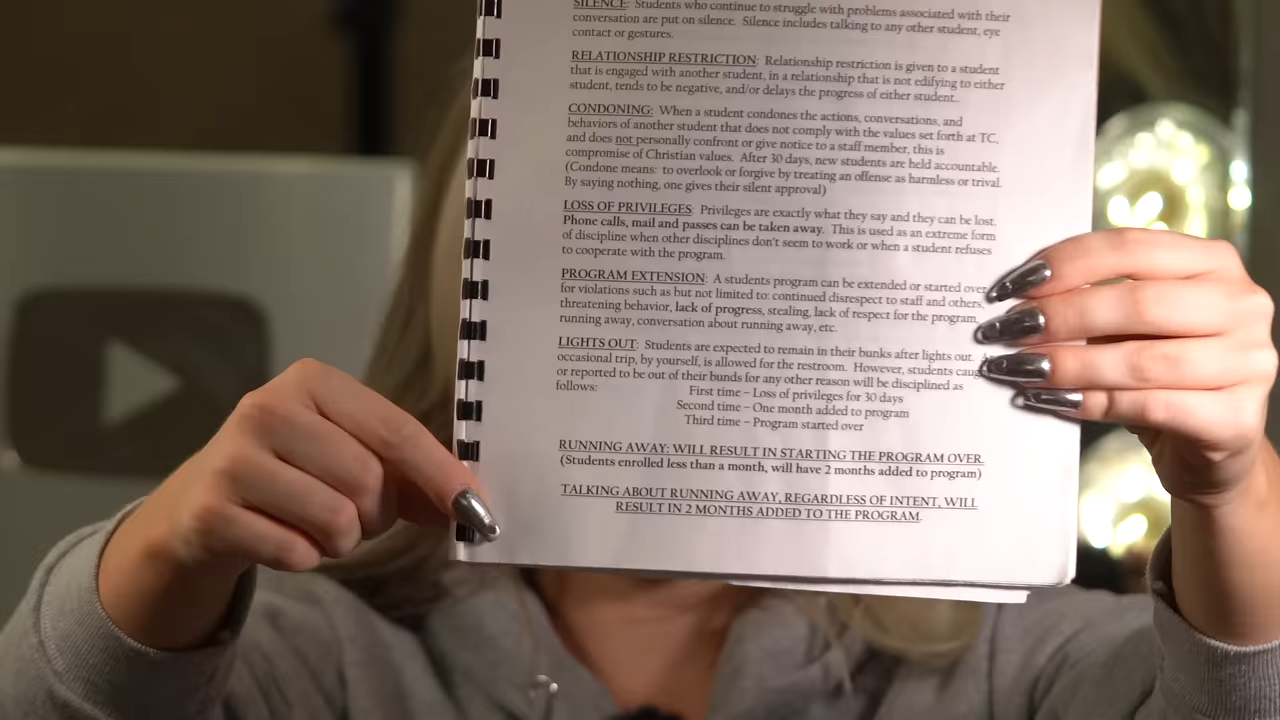 SILENCE: Students who continue to struggle with problems associated with their
conversation are put on silence. Silence includes talking to any other student, eye
contact or gestures.
RELATIONSHIP RESTRICTION: Relationship restriction is given to a student
that is engaged with another student, in a relationship that is not edifying to either
student, tends to be negative, and/or delays the progress of either student..
CONDONING: When a student condones the actions, conversations, and
behaviors of another student that does not comply with the values set forth at TC,
and does not personally confront or give notice to a staff member, this is
compromise of Christian values. After 30 days, new students are held accountable.
(Condone means: to overlook or forgive by treating an offense as harmless or trival.
By saying nothing, one gives their silent approval)
LOSS OF PRIVILEGES: Privileges are exactly what they say and they can be lost.
Phone calls, mail and passes can be taken away. This is used as an extreme form
of discipline when other disciplines don't seem to work or when a student refuses
to cooperate with the program.
PROGRAM EXTENSION: A students program can be extended or started over
for violations such as but not limited to: continued disrespect to staff and others,
threatening behavior, lack of progress, stealing, lack of respect for the program,
running away, conversation about running away, etc.
LIGHTS OUT: Students are expected to remain in their bunks after lights out.
occasional trip, by yourself, is allowed for the restroom. However, students
or reported to be out of their bunds for any other reason will be disciplined as
follows: First time – Loss of privileges for 30 days
Second time – One month added to program
Third time – Program started over
RUNNING AWAY: WILL RESULT IN STARTING THE PROGRAM OVER.
(Students enrolled less than a month, will have 2 months added to program)
TALKING ABOUT RUNNING AWAY, REGARDLESS OF INTENT, WILL
RESULT IN 2 MONTHS ADDED TO THE PROGRAM.